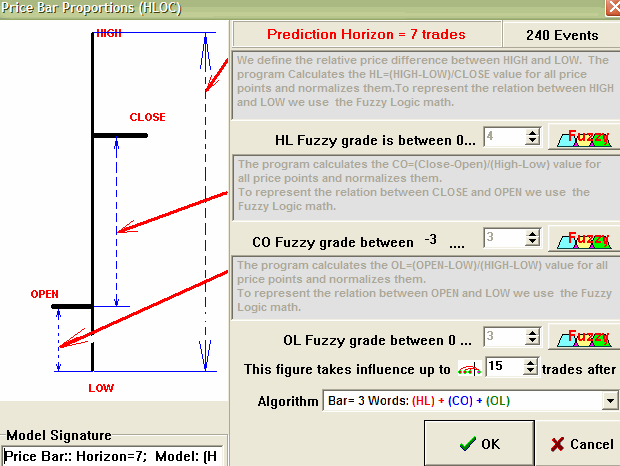 Price Bar Proportions (HLOC)
HIGH
CLOSE
OPEN
LOW
Model Signature
Price Bar:: Horizon=7; Model: (H
Prediction Horizon = 7 trades
240 Events
We define the relative price difference between HIGH and LOW. The
program Calculates the HL=(HIGH-LOW)/CLOSE value for all price
points and normalizes them.To represent the relation between HIGH
and LOW we use the Fuzzy Logic math.
HL Fuzzy grade is between 0... 4 Fuzzy
The program calculates the CO=(Close-Open)/(High-Low) value for
all price points and normalizes them.
To represent the relation between CLOSE and OPEN we use the
Fuzzy Logic math.
CO Fuzzy grade between -3 .... 3 Fuzzy
The program calculates the OL=(OPEN-LOW)/(HIGH-LOW) value for all
price points and normalizes them.
To represent the relation between OPEN and LOW we use the Fuzzy
Logic math.
OL Fuzzy grade between 0 ... 3 Fuzzy
This figure takes influence up to 15 trades after
Algorithm Bar= 3 Words: (HL) + (CO) + (OL)
OK Cancel